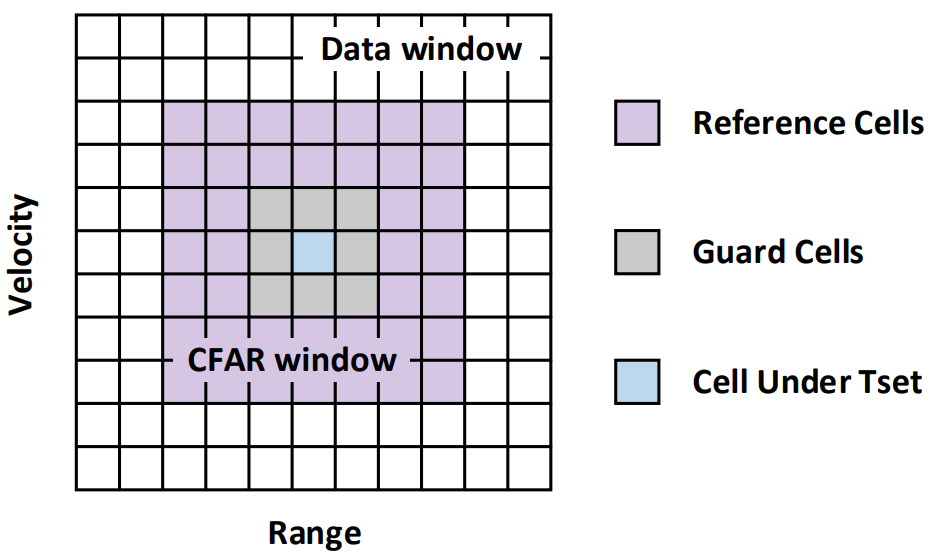 Data window
Reference Cells
Velocity
Guard Cells
CFAR window
Cell Under Tset
Range